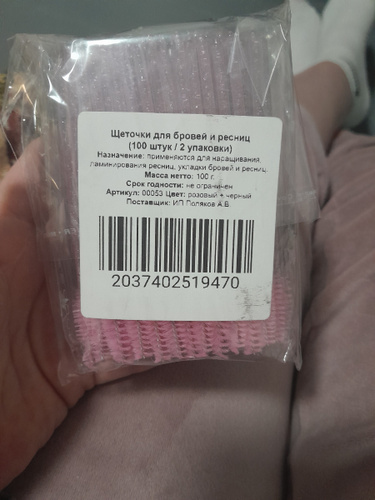 Щеточки для бровей и ресниц
(100 штук / 2 упаковки)
Назначение: применяются для наращивания,
ламинирования ресниц, укладки бровей и ресниц.
Масса нетто: 100 г.
Срок годности: не ограничен
Артикул: 00053 Цвет: розовый + черный
Поставщик: ИП Поляков А.В
2037402519470